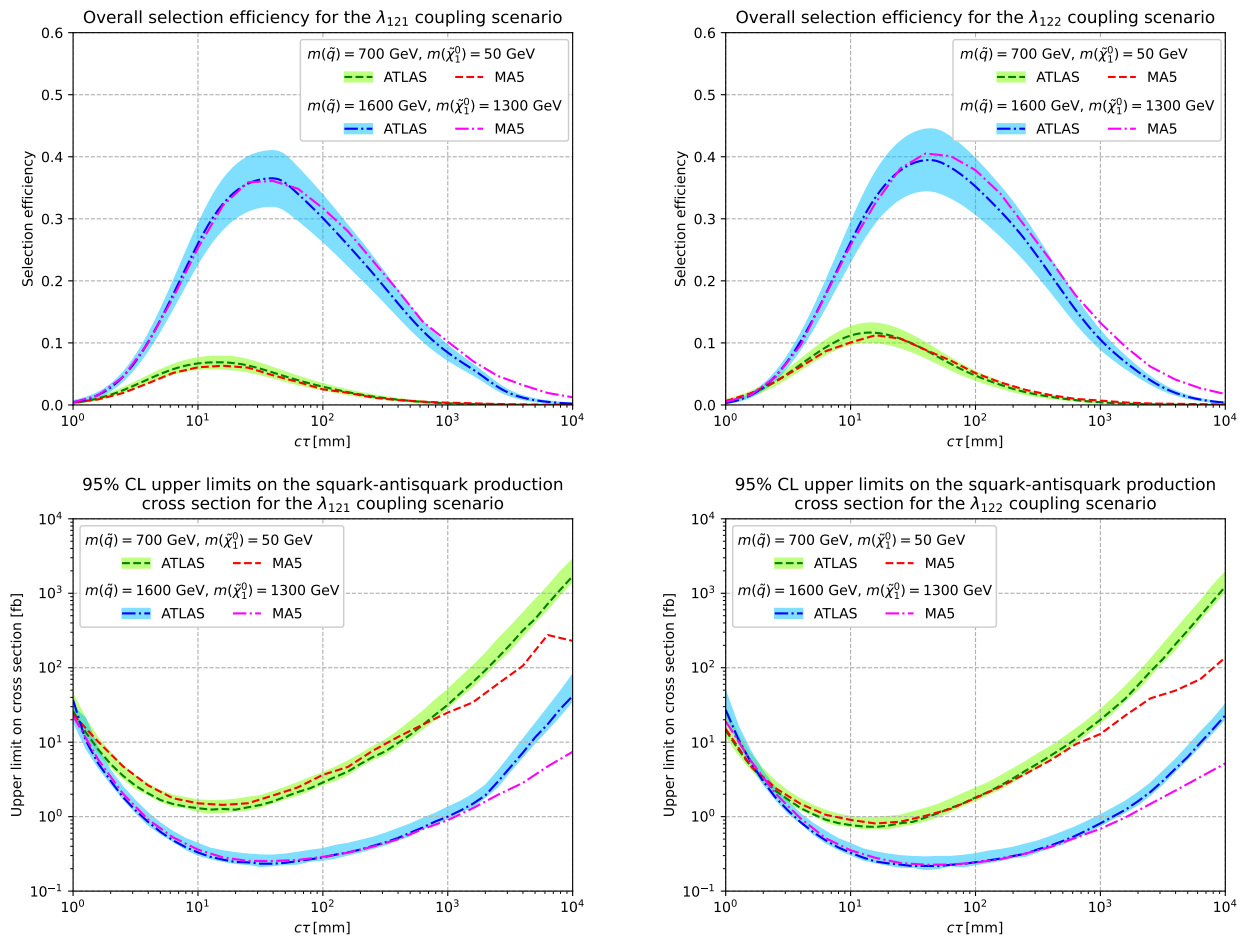 Overall selection efficiency for the λ₁₂₁ coupling scenario
0.6
0.5
0.4
0.3
0.2
0.1
0.0
Selection efficiency
m(q̃) = 700 GeV, m(χ̃₁⁰) = 50 GeV
ATLAS MA5
m(q̃) = 1600 GeV, m(χ̃₁⁰) = 1300 GeV
ATLAS MA5
10⁰ 10¹ 10² 10³ 10⁴
cτ [mm]
Overall selection efficiency for the λ₁₂₂ coupling scenario
0.6
0.5
0.4
0.3
0.2
0.1
0.0
Selection efficiency
m(q̃) = 700 GeV, m(χ̃₁⁰) = 50 GeV
ATLAS MA5
m(q̃) = 1600 GeV, m(χ̃₁⁰) = 1300 GeV
ATLAS MA5
10⁰ 10¹ 10² 10³ 10⁴
cτ [mm]
95% CL upper limits on the squark-antisquark production
cross section for the λ₁₂₁ coupling scenario
10⁴
10³
10²
10¹
10⁰
10⁻¹
Upper limit on cross section [fb]
m(q̃) = 700 GeV, m(χ̃₁⁰) = 50 GeV
ATLAS MA5
m(q̃) = 1600 GeV, m(χ̃₁⁰) = 1300 GeV
ATLAS MA5
10⁰ 10¹ 10² 10³ 10⁴
cτ [mm]
95% CL upper limits on the squark-antisquark production
cross section for the λ₁₂₂ coupling scenario
10⁴
10³
10²
10¹
10⁰
10⁻¹
Upper limit on cross section [fb]
m(q̃) = 700 GeV, m(χ̃₁⁰) = 50 GeV
ATLAS MA5
m(q̃) = 1600 GeV, m(χ̃₁⁰) = 1300 GeV
ATLAS MA5
10⁰ 10¹ 10² 10³ 10⁴
cτ [mm]